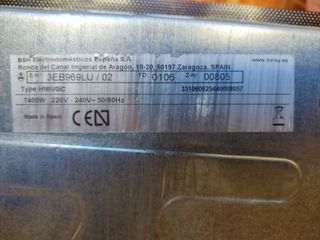 BSH Electrodomésticos España S.A. www.balay.es
Ronda del Canal Imperial de Aragón, 18-20, 50197 Zaragoza, SPAIN
E-Nr 3EB969LU / 02 FD 0106 Z-Nr 00805
Type:HMIV0IC 331060625440008057
7400W 220V - 240V~ 50/60Hz
Made in Spain CE N